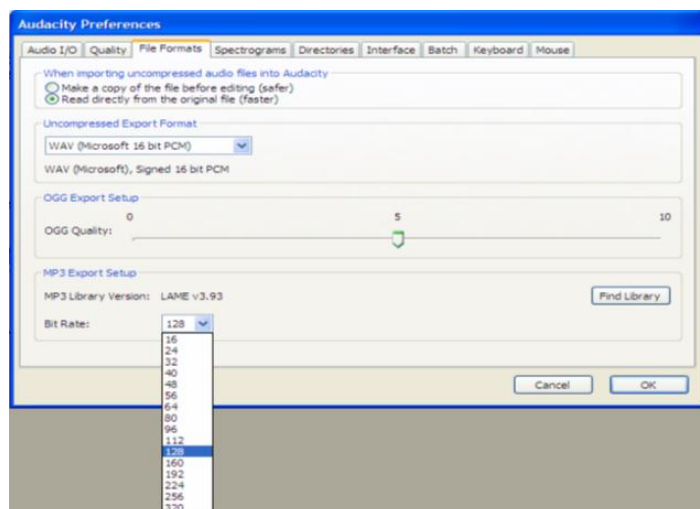 Audacity Preferences
Audio I/O Quality File Formats Spectrograms Directories Interface Batch Keyboard Mouse
When importing uncompressed audio files into Audacity
Make a copy of the file before editing (safer)
Read directly from the original file (faster)
Uncompressed Export Format
WAV (Microsoft 16 bit PCM)
WAV (Microsoft), Signed 16 bit PCM
OGG Export Setup
0 5 10
OGG Quality:
MP3 Export Setup
MP3 Library Version: LAME v3.93 Find Library
Bit Rate: 128
16
24
32
40
48
56
64
80
96
112
128
160
192
224
256
320
Cancel OK